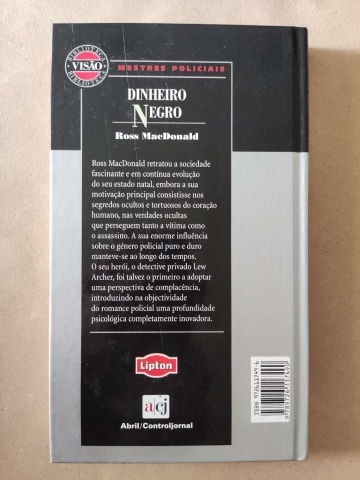 BIBLIOTECA
VISÃO
BIBLIOTECA
MESTRES POLICIAIS
DINHEIRO
NEGRO
ROSS MACDONALD
Ross MacDonald retratou a sociedade
fascinante e em contínua evolução
do seu estado natal, embora a sua
motivação principal consistisse nos
segredos ocultos e tortuosos do coração
humano, nas verdades ocultas
que perseguem tanto a vítima como
o assassino. A sua enorme influência
sobre o género policial puro e duro
manteve-se ao longo dos tempos.
O seu herói, o detective privado Lew
Archer, foi talvez o primeiro a adoptar
uma perspectiva de complacência,
introduzindo na objectividade
do romance policial uma profundidade
psicológica completamente inovadora.
Lipton
a/cj
Abril/Controljornal